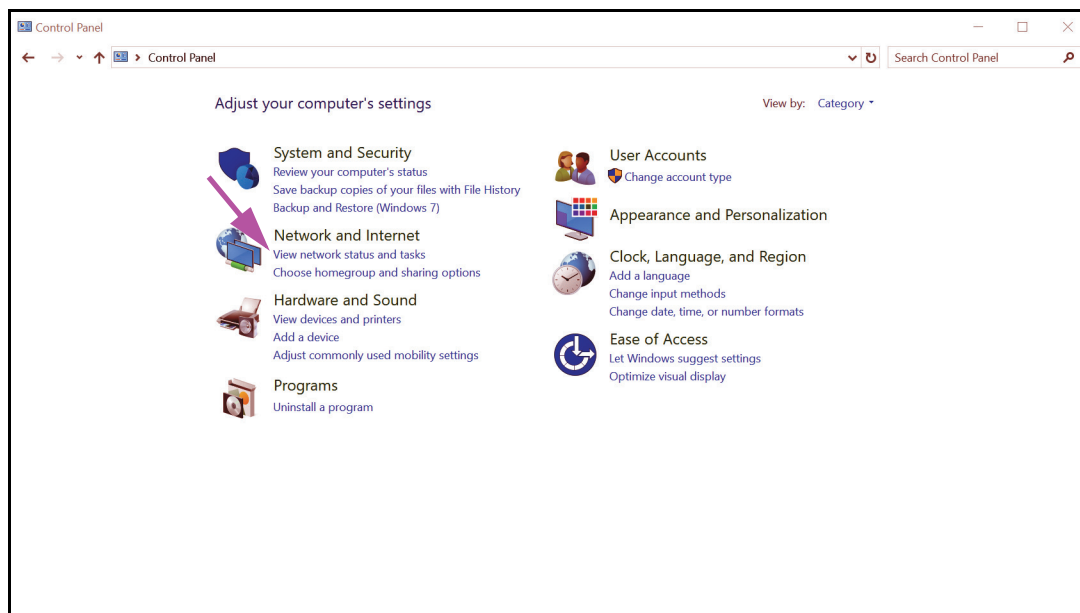 Control Panel
Control Panel
Search Control Panel
Adjust your computer's settings
View by: Category
System and Security
Review your computer's status
Save backup copies of your files with File History
Backup and Restore (Windows 7)
Network and Internet
View network status and tasks
Choose homegroup and sharing options
Hardware and Sound
View devices and printers
Add a device
Adjust commonly used mobility settings
Programs
Uninstall a program
User Accounts
Change account type
Appearance and Personalization
Clock, Language, and Region
Add a language
Change input methods
Change date, time, or number formats
Ease of Access
Let Windows suggest settings
Optimize visual display